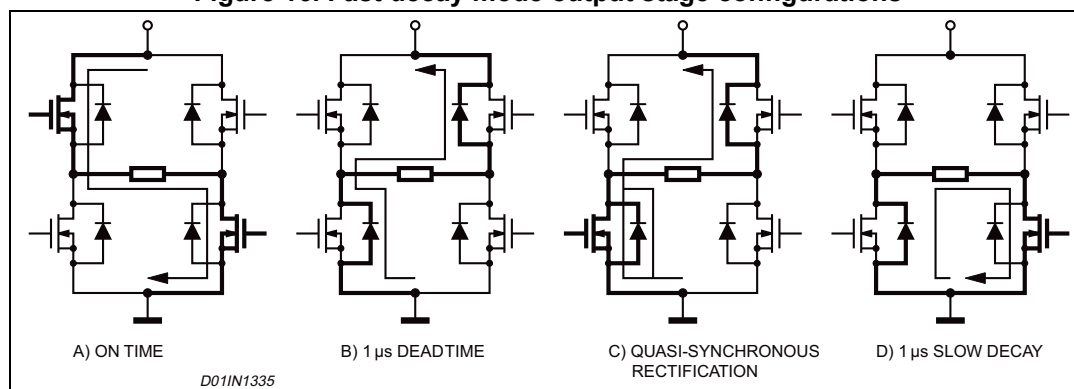 Figure Fast decay mode output stage configurations
A) ON TIME
B) 1 µs DEADTIME
C) QUASI-SYNCHRONOUS
RECTIFICATION
D) 1 µs SLOW DECAY
D01IN1335